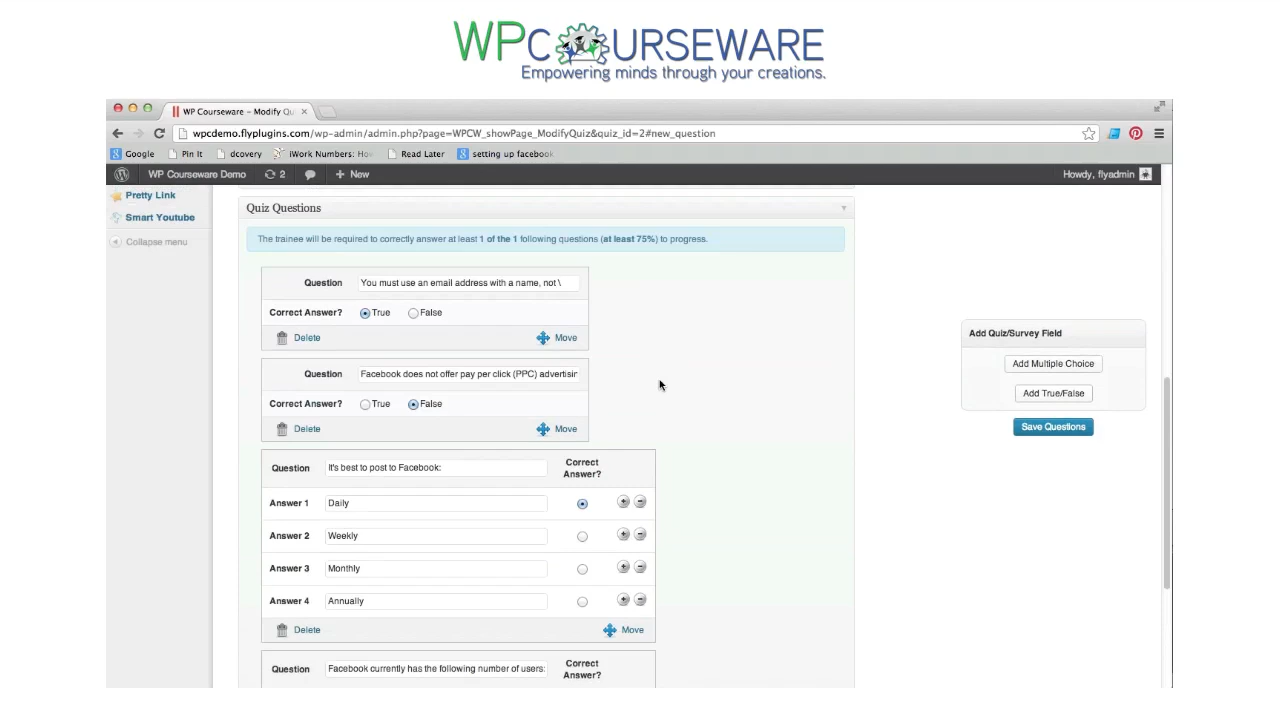 WPCOURSEWARE
Empowering minds through your creations.
WP Courseware – Modify Qu
wpcdemo.flyplugins.com/wp-admin/admin.php?page=WPCW_showPage_ModifyQuiz&quiz_id=2#new_question
Google Pin It dcovery iWork Numbers: Ho Read Later setting up facebook
WP Courseware Demo 2 + New Howdy, flyadmin
Pretty Link
Smart Youtube
Collapse menu
Quiz Questions
The trainee will be required to correctly answer at least 1 of the 1 following questions (at least 75%) to progress.
Question You must use an email address with a name, not \
Correct Answer? True False
Delete Move
Question Facebook does not offer pay per click (PPC) advertisin
Correct Answer? True False
Delete Move
Question It's best to post to Facebook: Correct Answer?
Answer 1 Daily
Answer 2 Weekly
Answer 3 Monthly
Answer 4 Annually
Delete Move
Question Facebook currently has the following number of users: Correct Answer?
Add Quiz/Survey Field
Add Multiple Choice
Add True/False
Save Questions